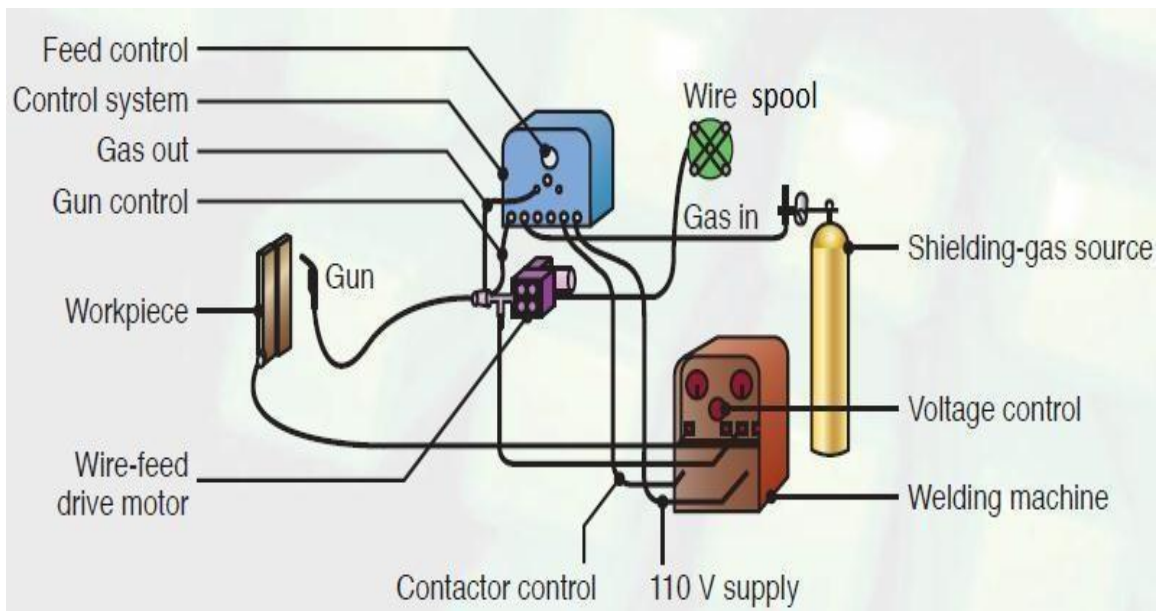 Feed control
Control system
Gas out
Gun control
Wire spool
Gas in
Shielding-gas source
Gun
Workpiece
Voltage control
Wire-feed
drive motor
Welding machine
Contactor control
110 V supply